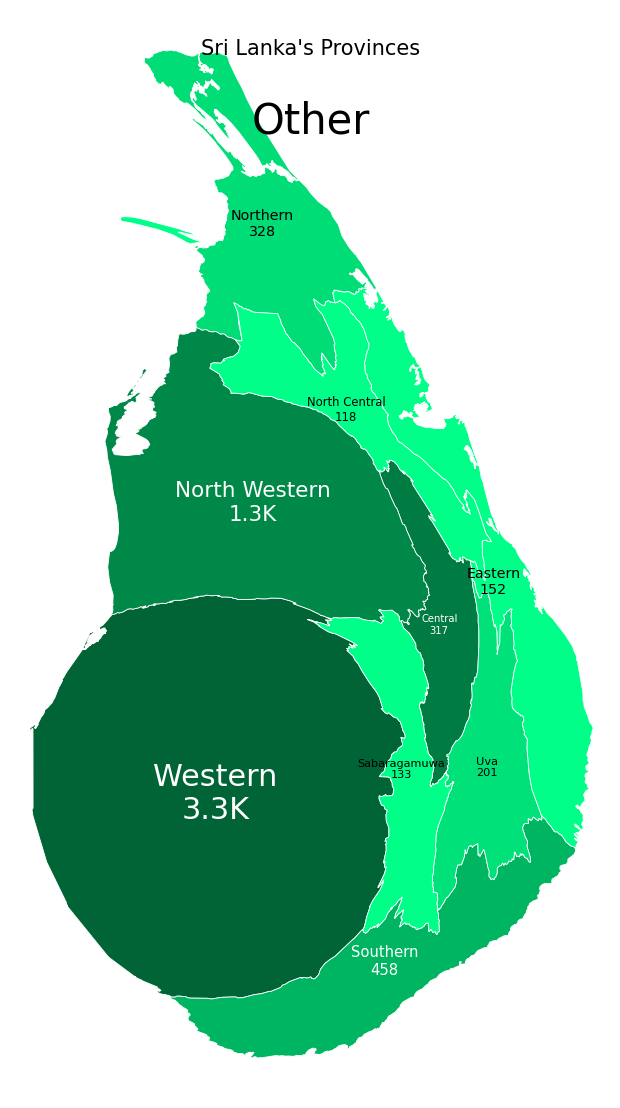 Sri Lanka's Provinces
Other
Northern
328
North Central
118
North Western
1.3K
Eastern
152
Central
317
Sabaragamuwa
133
Uva
201
Western
3.3K
Southern
458